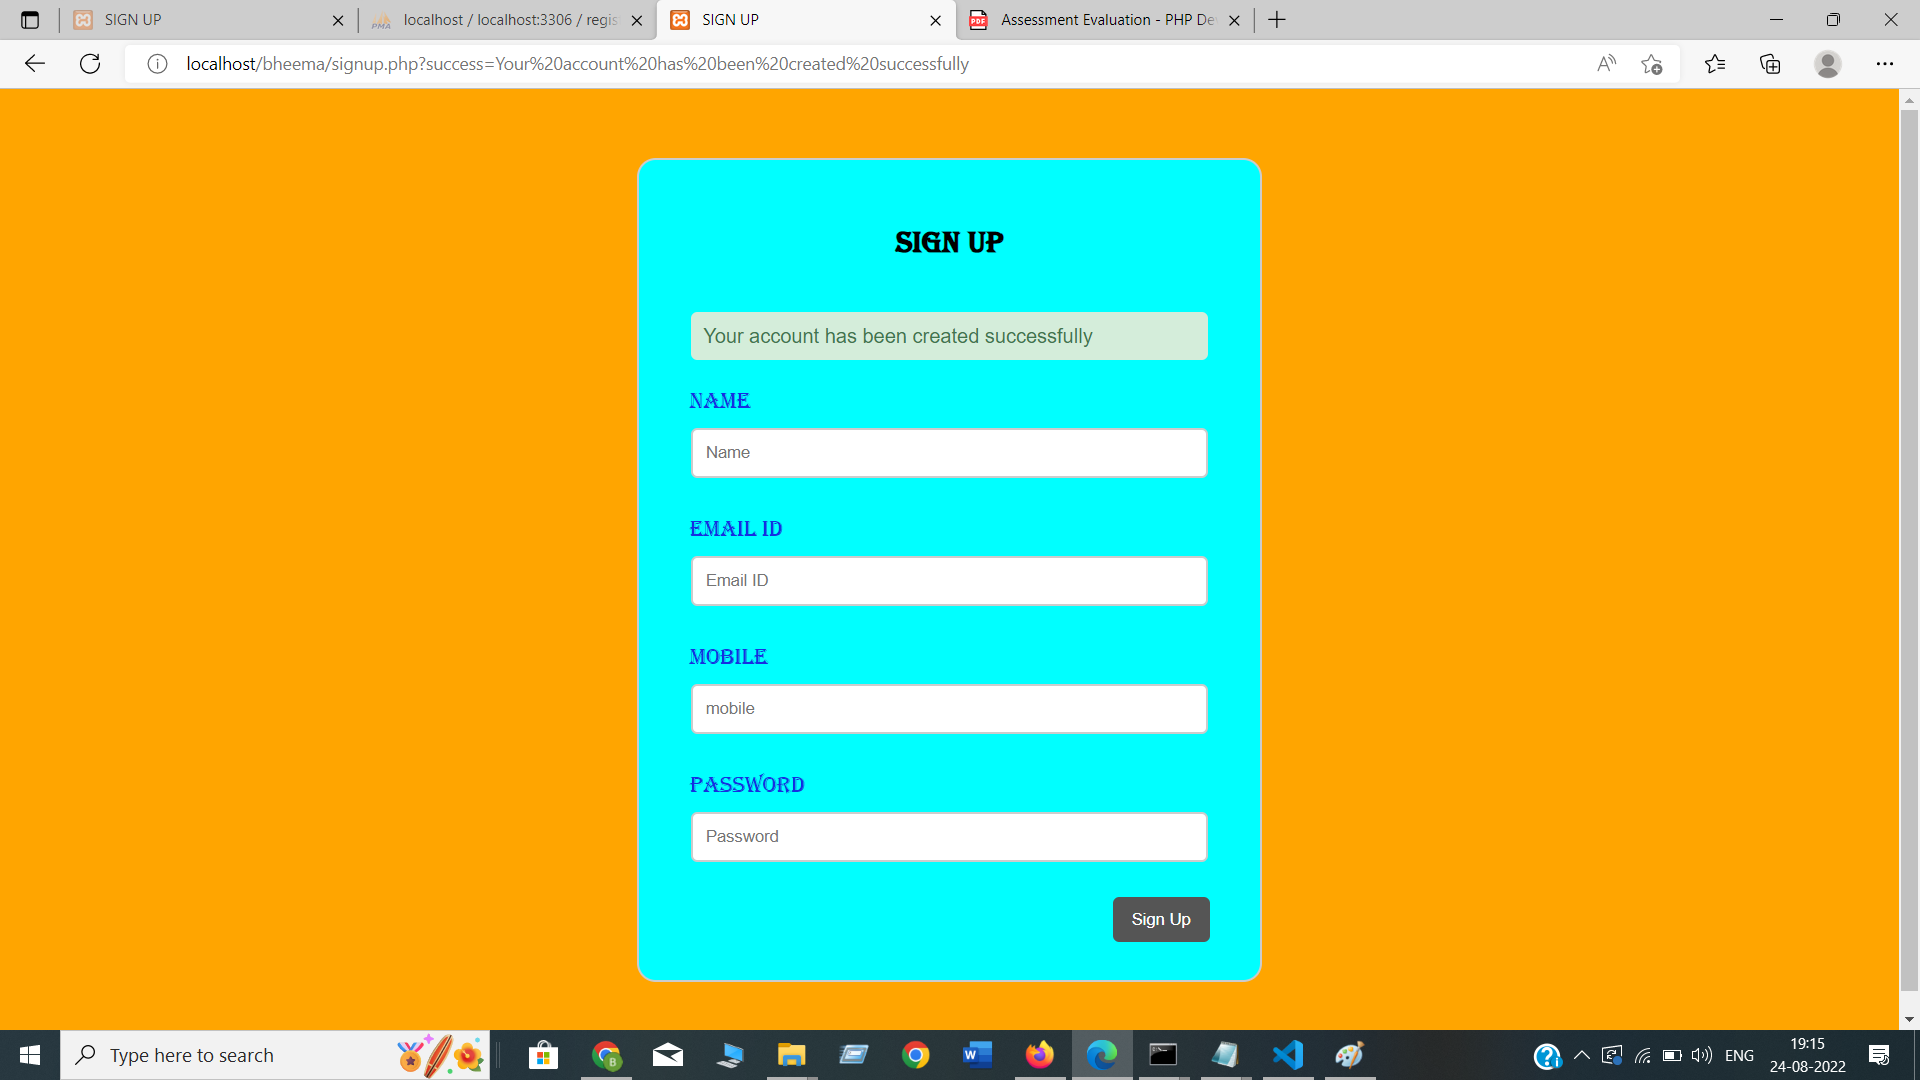 SIGN UP
localhost / localhost:3306 / regis
SIGN UP
Assessment Evaluation - PHP De
localhost/bheema/signup.php?success=Your%20account%20has%20been%20created%20successfully
SIGN UP
Your account has been created successfully
NAME
Name
EMAIL ID
Email ID
MOBILE
mobile
PASSWORD
Password
Sign Up
Type here to search
ENG
19:15
24-08-2022